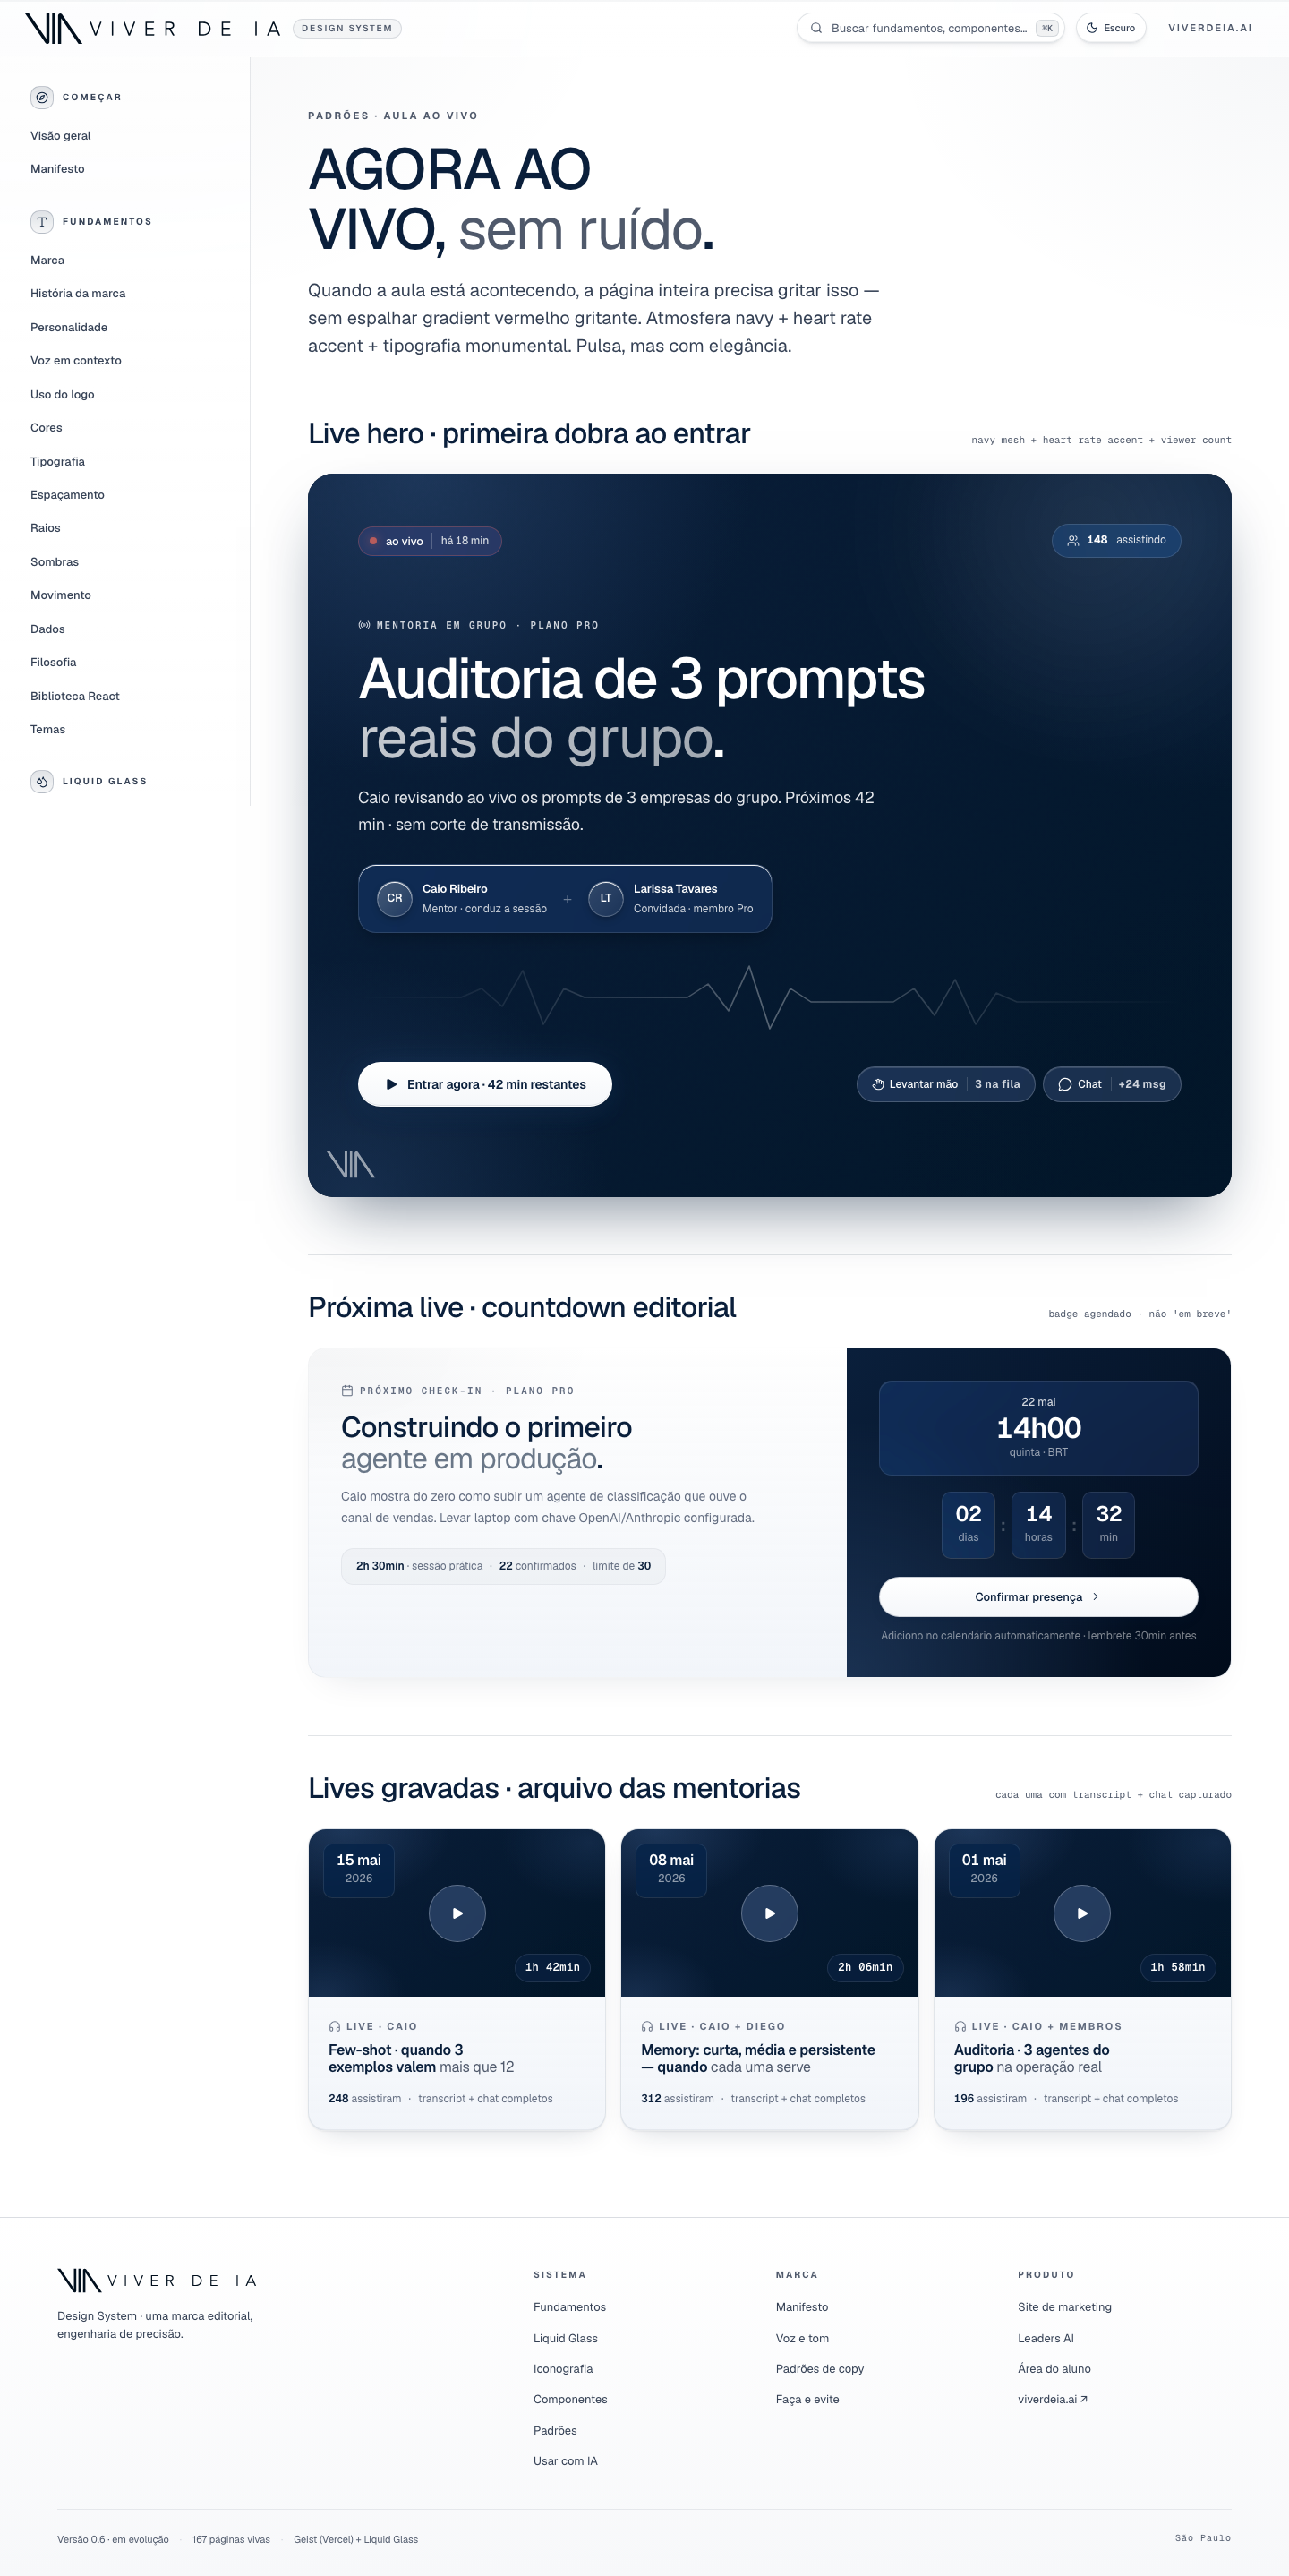 VIVER DE IA
DESIGN SYSTEM
Buscar fundamentos, componentes...
⌘K
Escuro
VIVERDEIA.AI
COMEÇAR
Visão geral
Manifesto
FUNDAMENTOS
Marca
História da marca
Personalidade
Voz em contexto
Uso do logo
Cores
Tipografia
Espaçamento
Raios
Sombras
Movimento
Dados
Filosofia
Biblioteca React
Temas
LIQUID GLASS
PADRÕES · AULA AO VIVO
AGORA AO
VIVO, sem ruído.
Quando a aula está acontecendo, a página inteira precisa gritar isso —
sem espalhar gradient vermelho gritante. Atmosfera navy + heart rate
accent + tipografia monumental. Pulsa, mas com elegância.
Live hero · primeira dobra ao entrar
navy mesh + heart rate accent + viewer count
ao vivo
há 18 min
148 assistindo
MENTORIA EM GRUPO · PLANO PRO
Auditoria de 3 prompts
reais do grupo.
Caio revisando ao vivo os prompts de 3 empresas do grupo. Próximos 42
min · sem corte de transmissão.
CR
Caio Ribeiro
Mentor · conduz a sessão
+
LT
Larissa Tavares
Convidada · membro Pro
Entrar agora · 42 min restantes
Levantar mão
3 na fila
Chat
+24 msg
Próxima live · countdown editorial
badge agendado · não 'em breve'
PRÓXIMO CHECK-IN · PLANO PRO
Construindo o primeiro
agente em produção.
Caio mostra do zero como subir um agente de classificação que ouve o
canal de vendas. Levar laptop com chave OpenAI/Anthropic configurada.
2h 30min · sessão prática · 22 confirmados · limite de 30
22 mai
14h00
quinta · BRT
02 : 14 : 32
dias horas min
Confirmar presença
Adiciono no calendário automaticamente · lembrete 30min antes
Lives gravadas · arquivo das mentorias
cada uma com transcript + chat capturado
15 mai
2026
1h 42min
LIVE · CAIO
Few-shot · quando 3
exemplos valem mais que 12
248 assistiram · transcript + chat completos
08 mai
2026
2h 06min
LIVE · CAIO + DIEGO
Memory: curta, média e persistente
— quando cada uma serve
312 assistiram · transcript + chat completos
01 mai
2026
1h 58min
LIVE · CAIO + MEMBROS
Auditoria · 3 agentes do
grupo na operação real
196 assistiram · transcript + chat completos
VIVER DE IA
Design System · uma marca editorial,
engenharia de precisão.
SISTEMA
Fundamentos
Liquid Glass
Iconografia
Componentes
Padrões
Usar com IA
MARCA
Manifesto
Voz e tom
Padrões de copy
Faça e evite
PRODUTO
Site de marketing
Leaders AI
Área do aluno
viverdeia.ai ↗
Versão 0.6 · em evolução · 167 páginas vivas · Geist (Vercel) + Liquid Glass
São Paulo